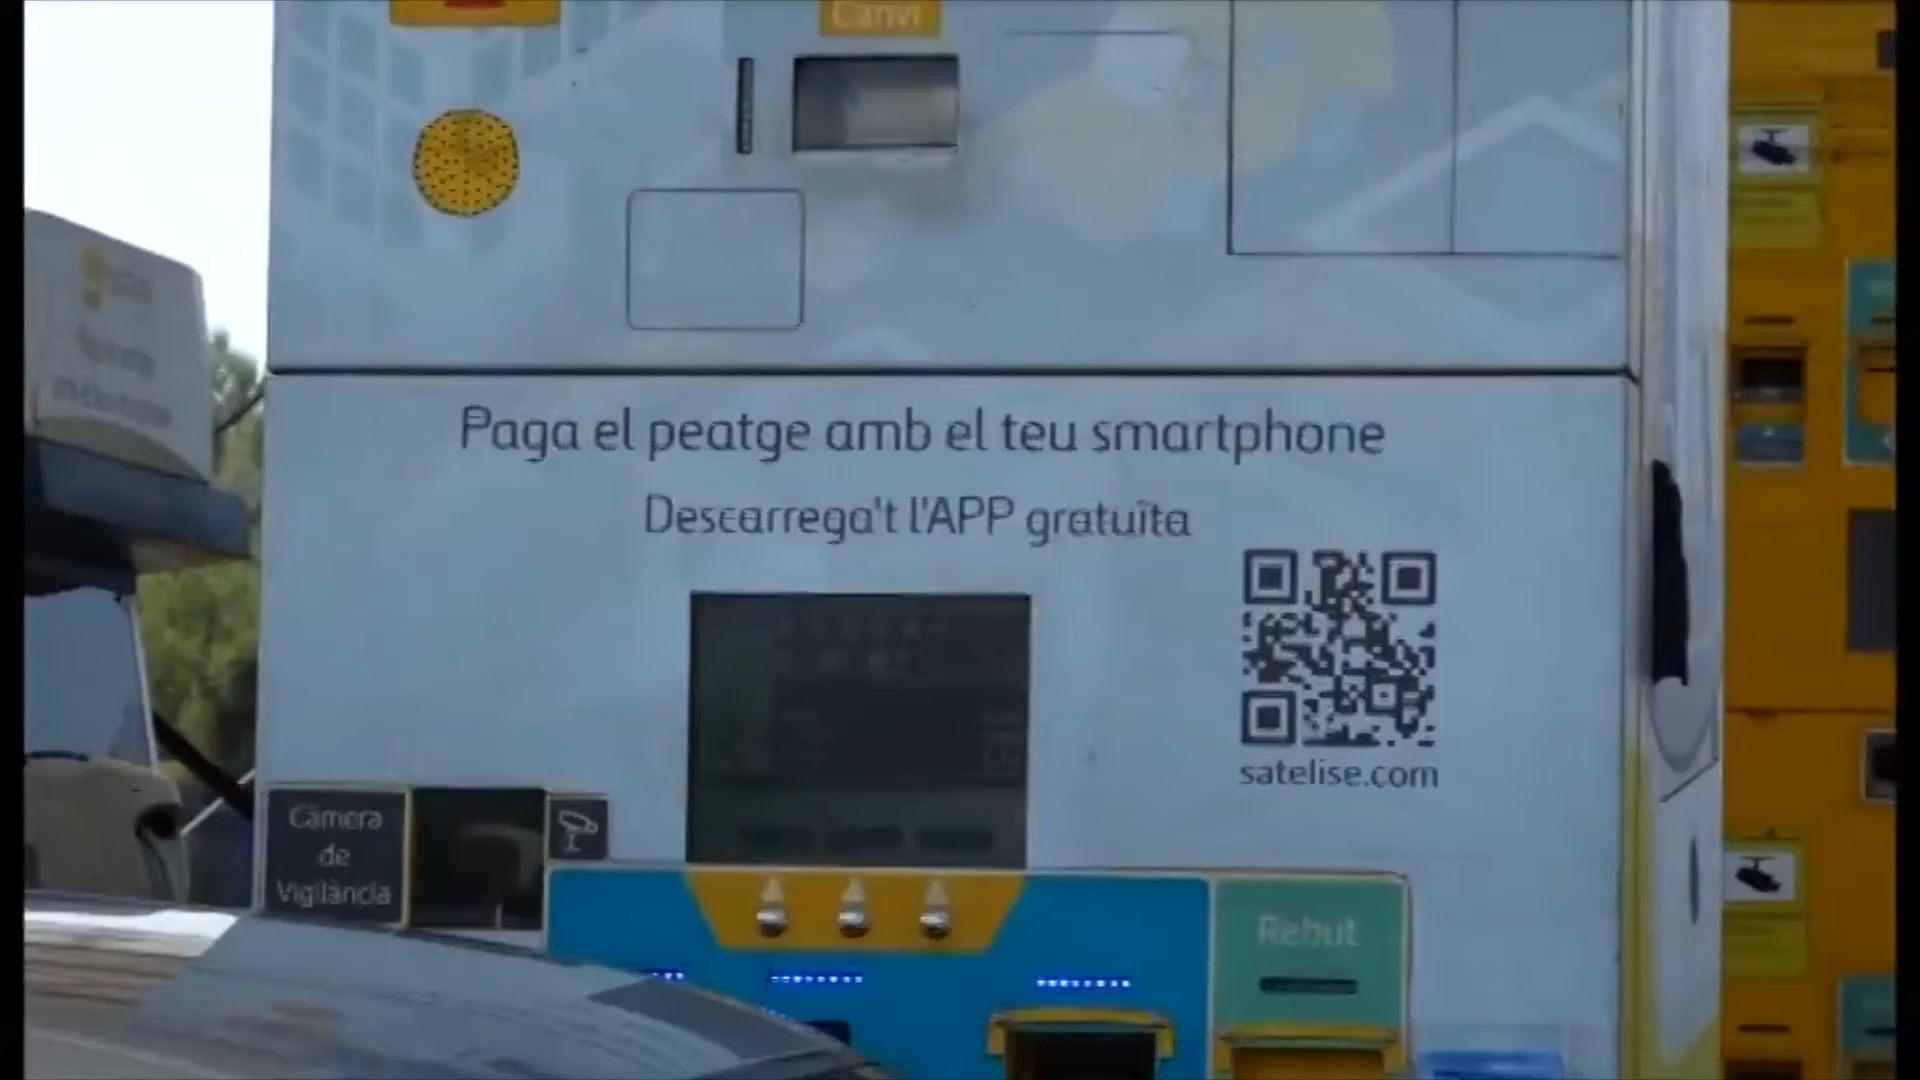 Canvi
Paga el peatge amb el teu smartphone
Descarrega't l'APP gratuïta
satelise.com
Càmera
de
Vigilància
Rebut